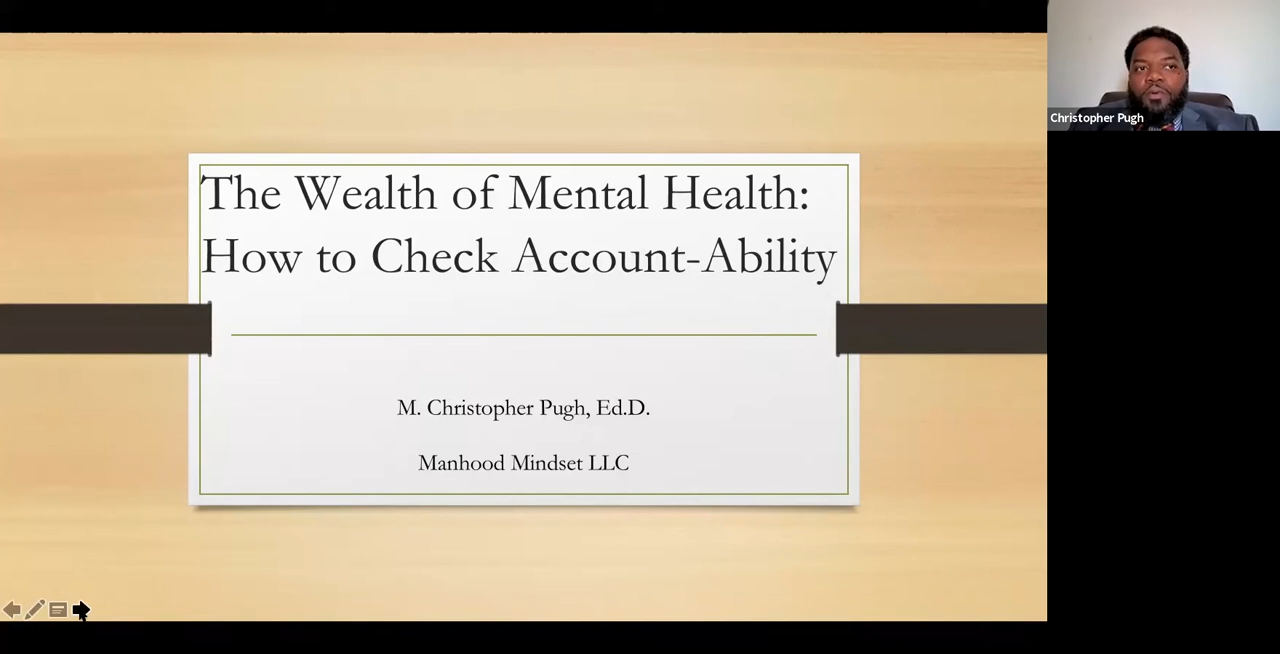 The Wealth of Mental Health:
How to Check Account-Ability
M. Christopher Pugh, Ed.D.
Manhood Mindset LLC
Christopher Pugh